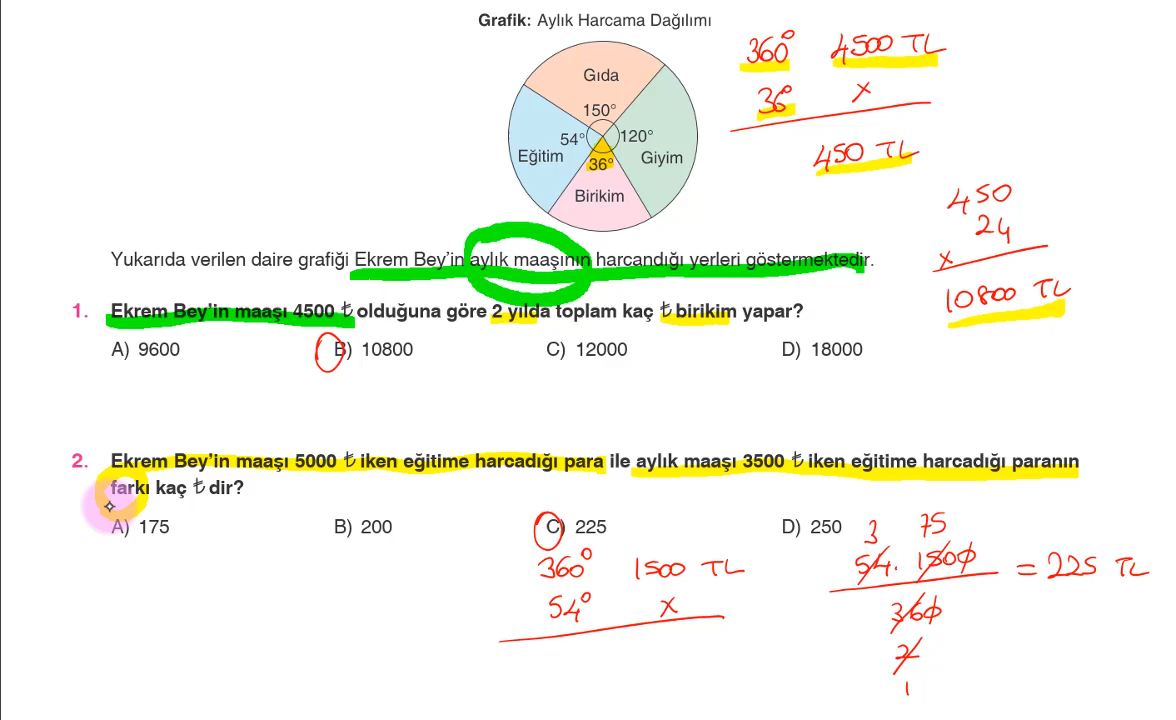 Grafik: Aylık Harcama Dağılımı
Gıda
150°
54°
120°
Eğitim
36°
Giyim
Birikim
360° 4500 TL
36° x
450 TL
450
24
x
10800 TL
Yukarıda verilen daire grafiği Ekrem Bey'in aylık maaşının harcandığı yerleri göstermektedir.
1. Ekrem Bey'in maaşı 4500 ₺ olduğuna göre 2 yılda toplam kaç ₺ birikim yapar?
A) 9600 B) 10800 C) 12000 D) 18000
2. Ekrem Bey'in maaşı 5000 ₺ iken eğitime harcadığı para ile aylık maaşı 3500 ₺ iken eğitime harcadığı paranın
farkı kaç ₺ dir?
A) 175 B) 200 C) 225 D) 250
360° 1500 TL
54° x
3 75
54. 1500 = 225 TL
360
2
1